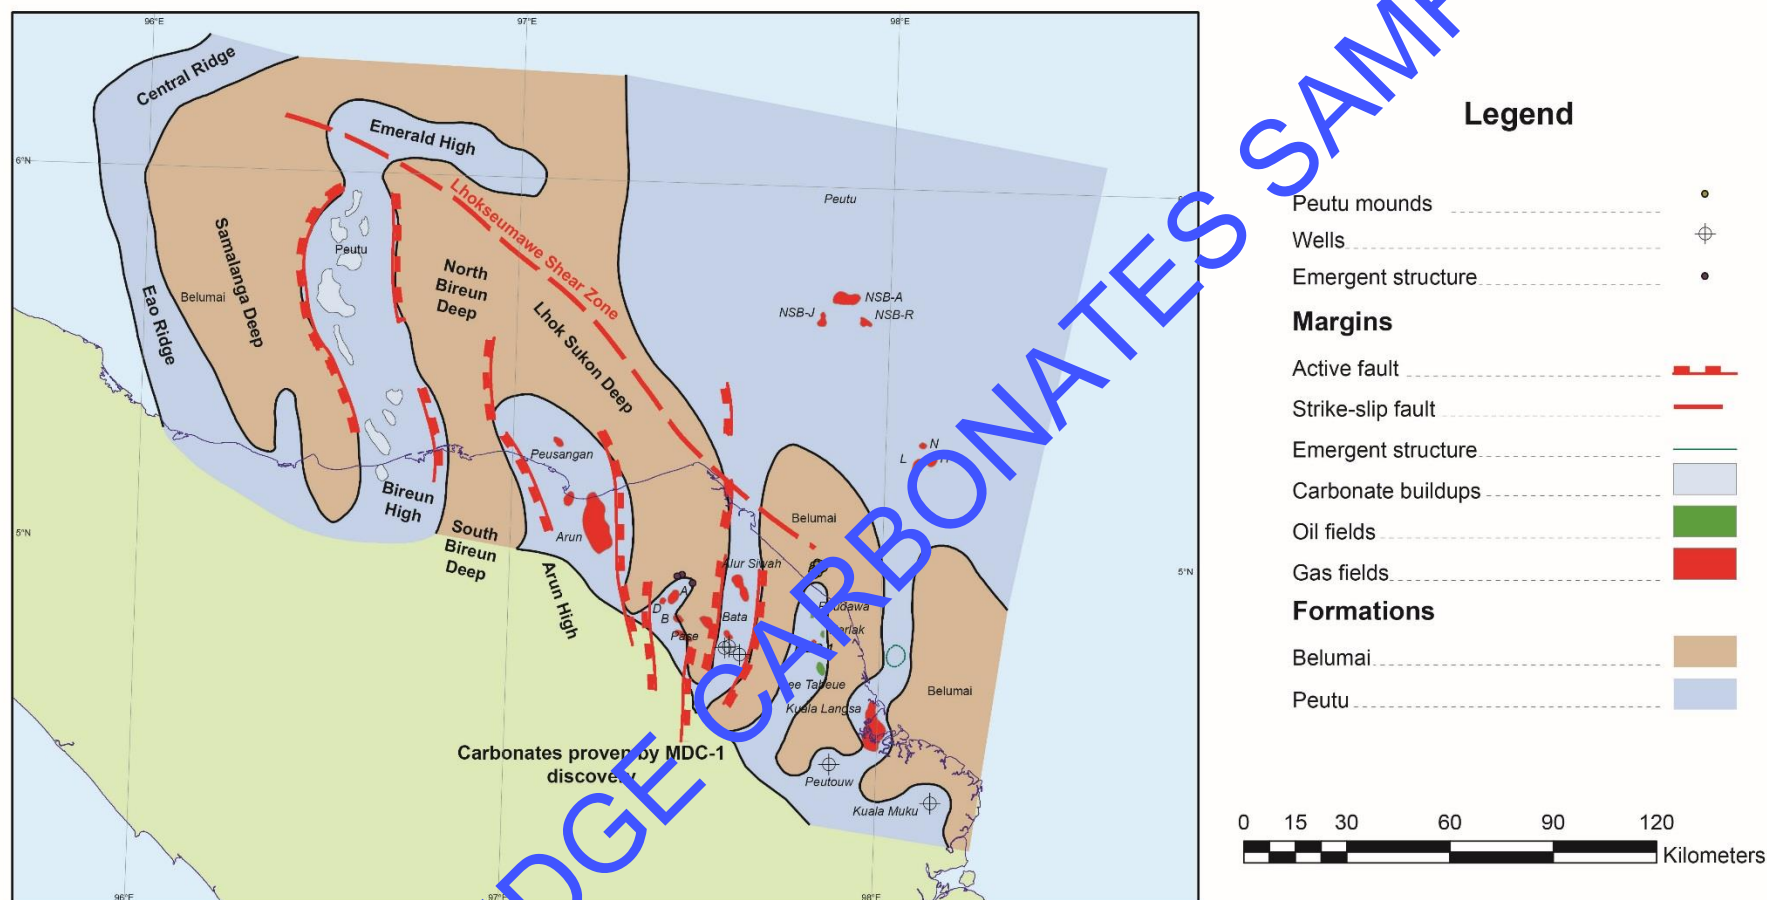 96°E
97°E
98°E
Central Ridge
Emerald High
6°N
Lhokseumawe Shear Zone
Peutu
Samalanga Deep
Peutu
North
Bireun
Deep
Belumai
Eao Ridge
NSB-A
NSB-J
NSB-R
Lhok Sukon Deep
N
L
Peusangan
Bireun
High
Belumai
South
Bireun
Deep
Arun
5°N
5°N
Arun High
Alur Siwah
A
D
B
Bata
Pase
Belumai
Kuala Langsa
Carbonates proven by MDC-1
discovery
Peutouw
Kuala Muku
96°E
97°E
98°E
Legend
Peutu mounds
Wells
Emergent structure
Margins
Active fault
Strike-slip fault
Emergent structure
Carbonate buildups
Oil fields
Gas fields
Formations
Belumai
Peutu
0 15 30 60 90 120
Kilometers
DGE CARBONATES SAMP